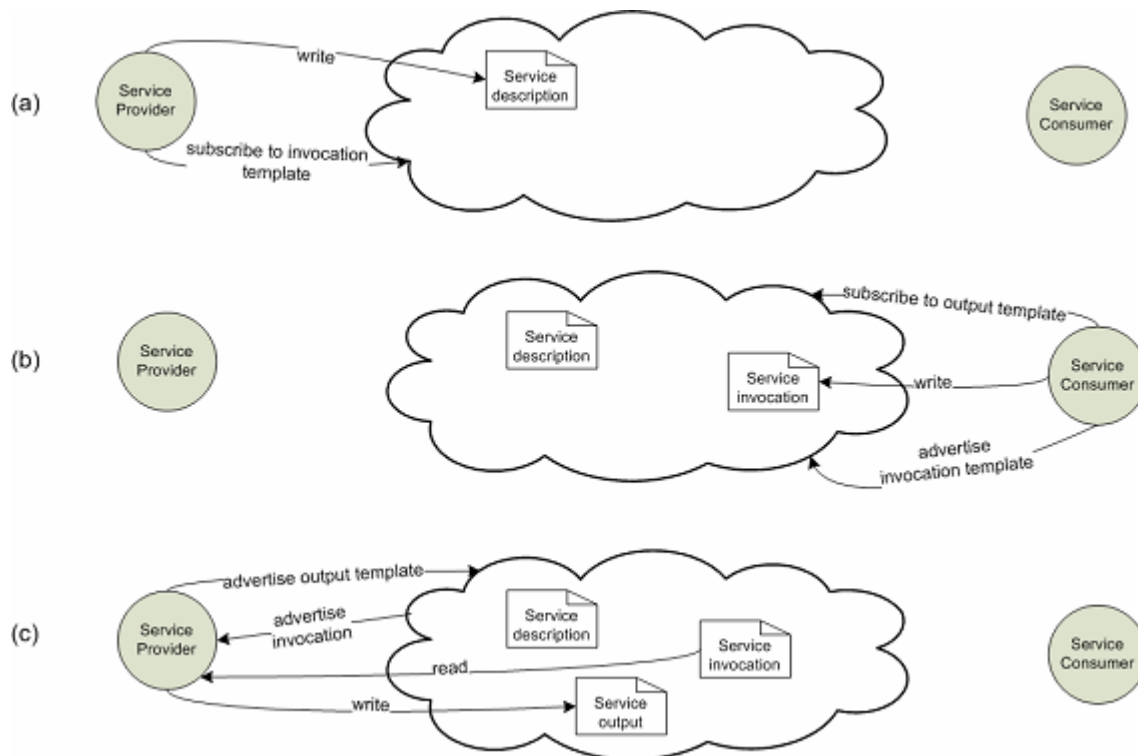 (a)
Service
Provider
write
subscribe to invocation
template
Service
description
Service
Consumer
(b)
Service
Provider
Service
description
Service
invocation
subscribe to output template
write
advertise
invocation template
Service
Consumer
(c)
Service
Provider
advertise output template
advertise
invocation
read
write
Service
description
Service
invocation
Service
output
Service
Consumer